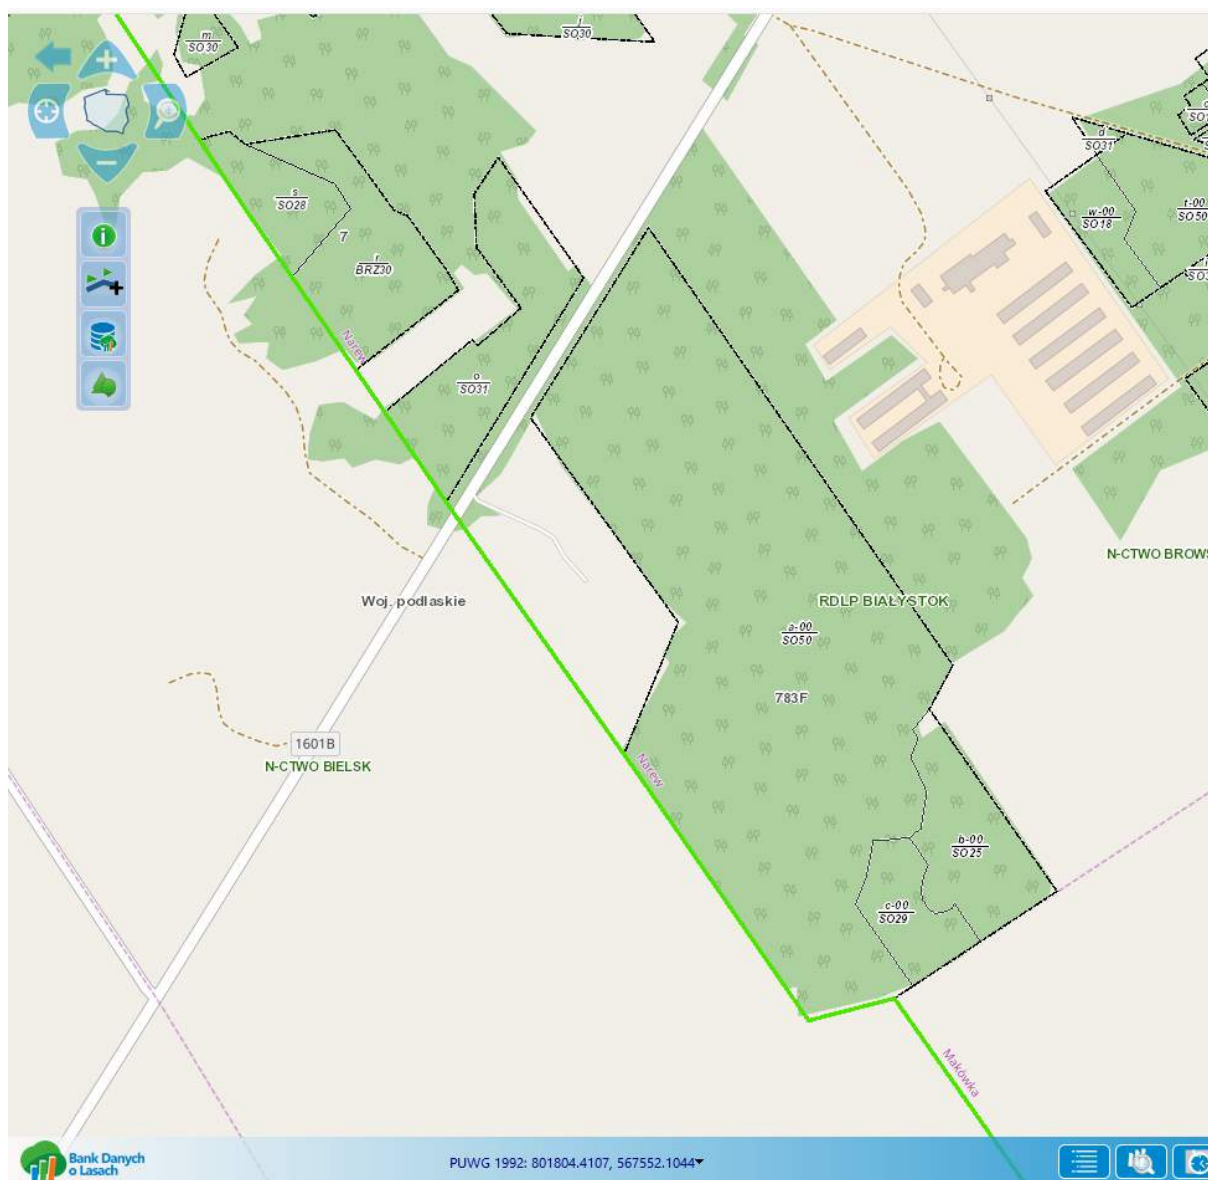 j
SO30
m
SO30
d
SO31
s
SO28
7
r
BRZ30
w-00
SO18
t-00
SO50
Narew
o
SO31
N-CTWO BROWS
Woj. podlaskie
RDLP BIAŁYSTOK
a-00
SO50
783F
1601B
N-CTWO BIELSK
Narew
b-00
SO25
c-00
SO29
Makówka
Bank Danych
o Lasach
PUWG 1992: 801804.4107, 567552.1044